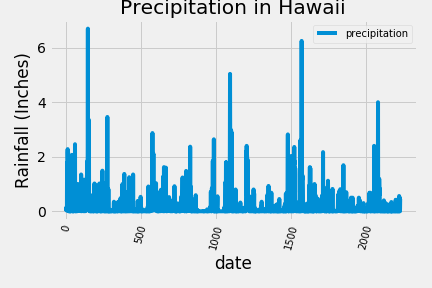 Precipitation in Hawaii
precipitation
Rainfall (Inches)
6
4
2
0
0
500
1000
1500
2000
date